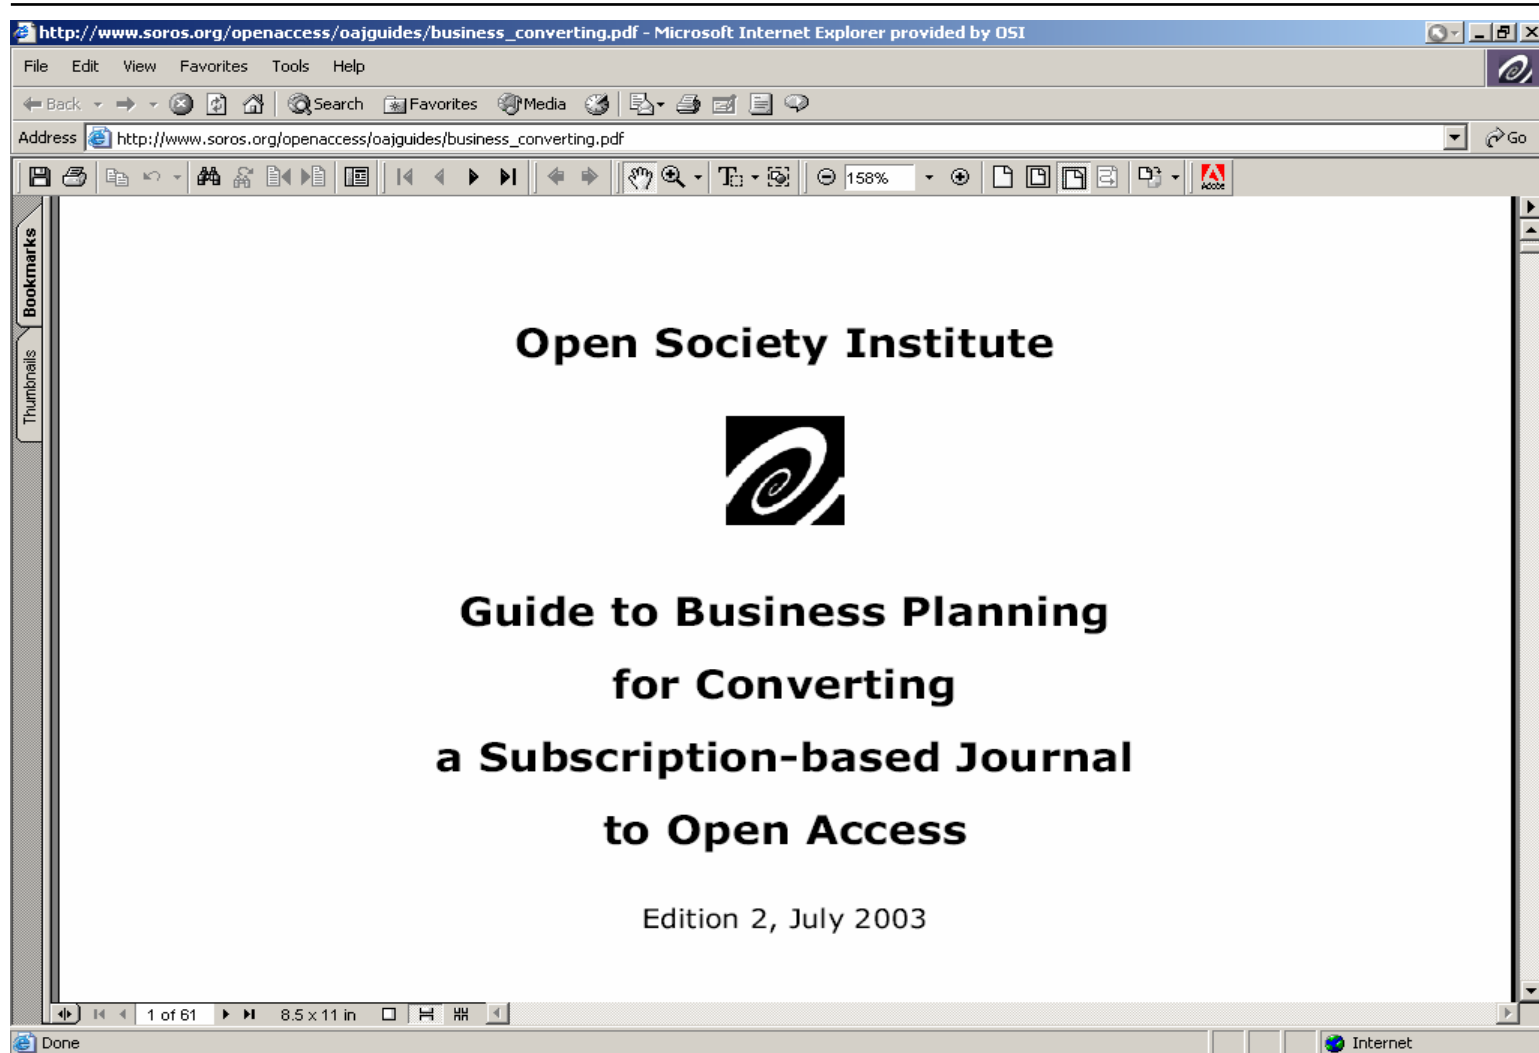 http://www.soros.org/openaccess/oajguides/business_converting.pdf - Microsoft Internet Explorer provided by OSI
File Edit View Favorites Tools Help
Back Search Favorites Media
Address http://www.soros.org/openaccess/oajguides/business_converting.pdf Go
158% Adobe
Bookmarks
Thumbnails
Open Society Institute
Guide to Business Planning
for Converting
a Subscription-based Journal
to Open Access
Edition 2, July 2003
1 of 61 8.5 x 11 in
Done Internet